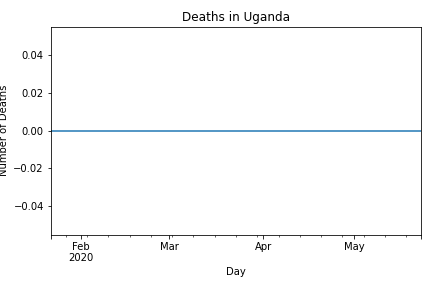 Deaths in Uganda
Number of Deaths
0.04
0.02
0.00
−0.02
−0.04
Feb
2020
Mar
Apr
May
Day